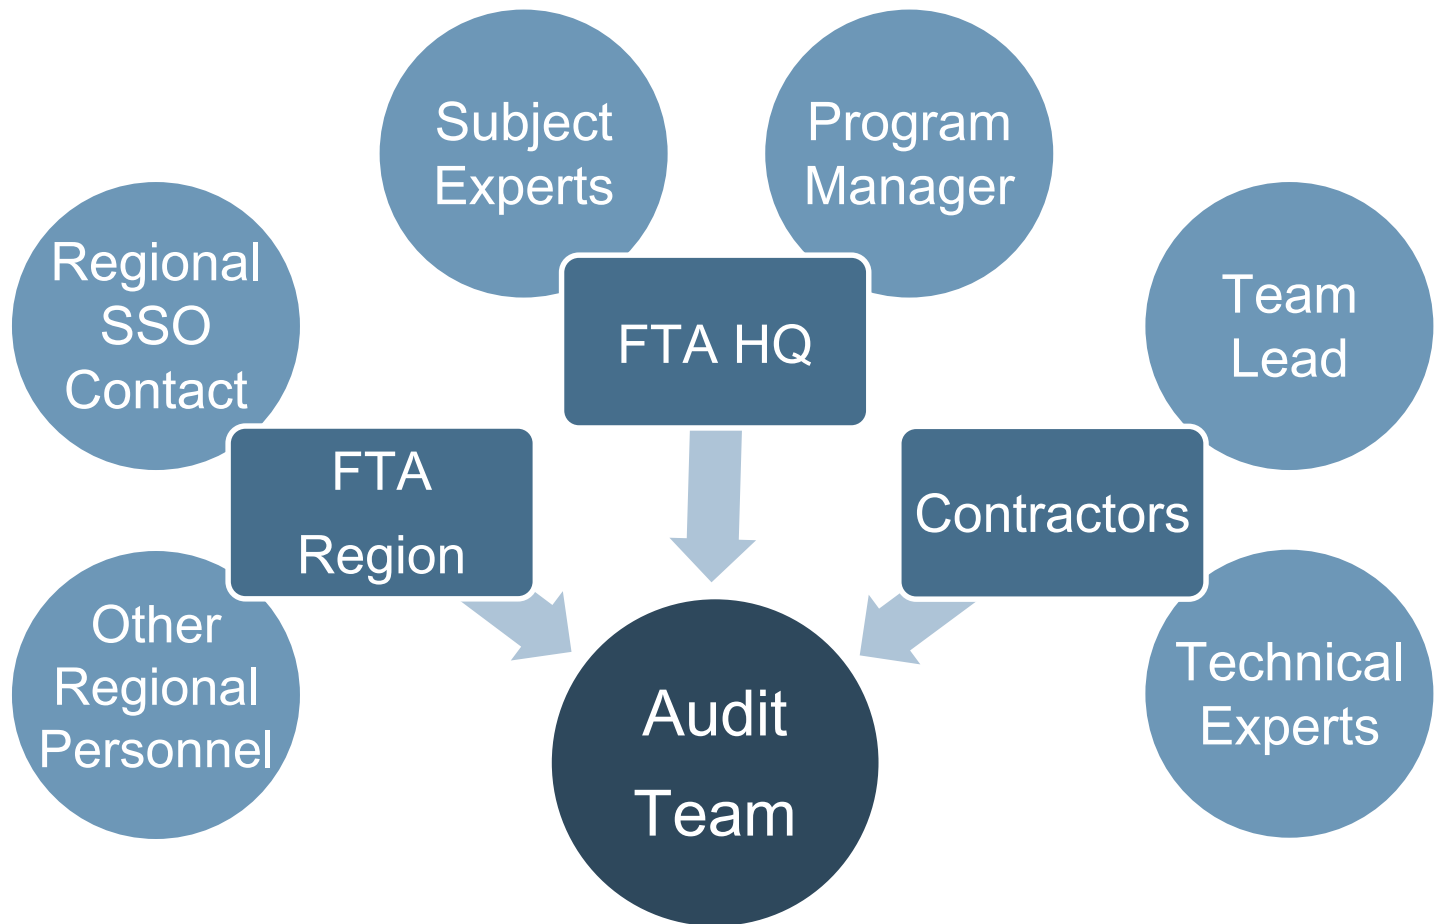 Subject
Experts
Program
Manager
Regional
SSO
Contact
FTA HQ
Team
Lead
FTA
Region
Contractors
Other
Regional
Personnel
Technical
Experts
Audit
Team